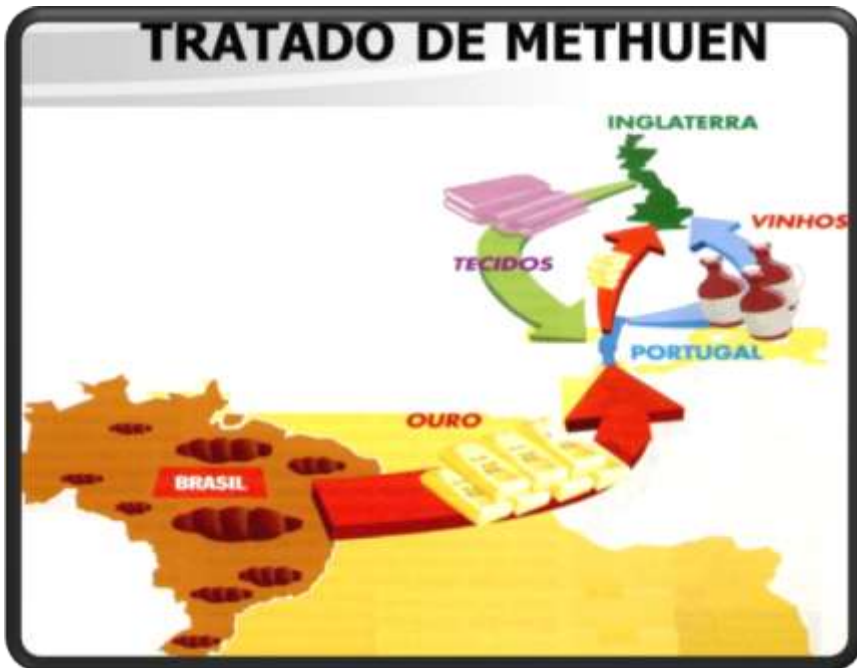 TRATADO DE METHUEN
INGLATERRA
VINHOS
TECIDOS
PORTUGAL
OURO
BRASIL